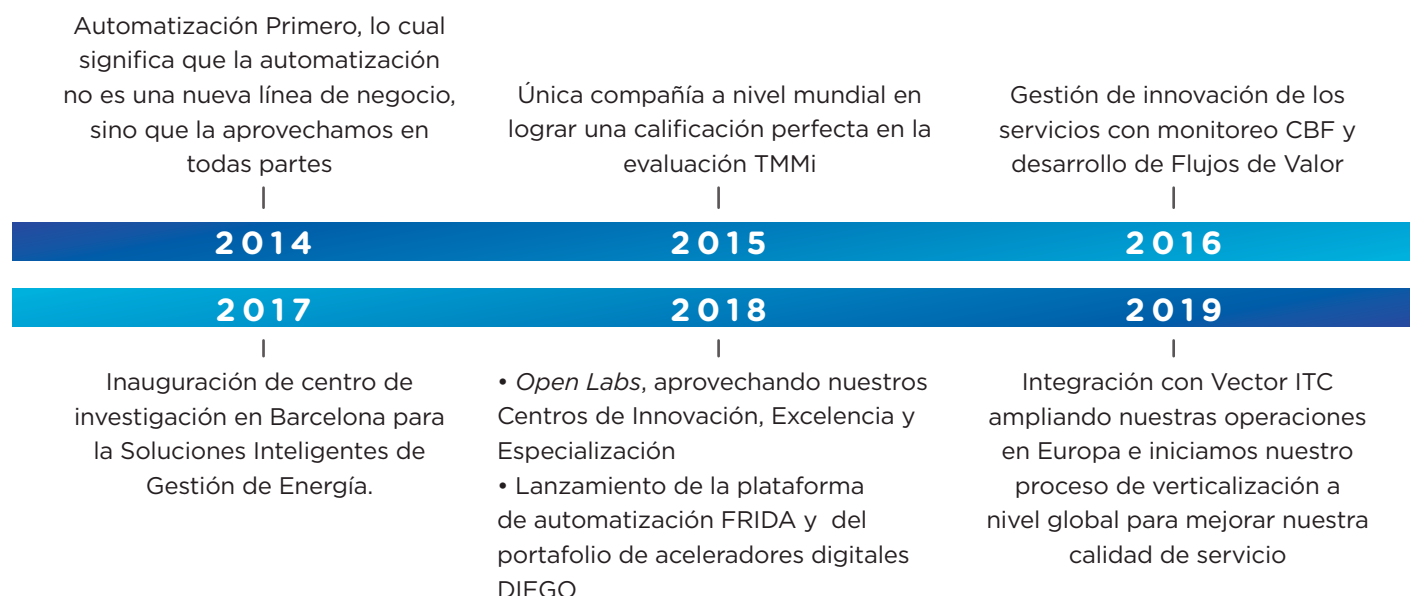 Automatización Primero, lo cual
significa que la automatización
no es una nueva línea de negocio,
sino que la aprovechamos en
todas partes
Única compañía a nivel mundial en
lograr una calificación perfecta en la
evaluación TMMi
Gestión de innovación de los
servicios con monitoreo CBF y
desarrollo de Flujos de Valor
2014
2015
2016
2017
2018
2019
Inauguración de centro de
investigación en Barcelona para
la Soluciones Inteligentes de
Gestión de Energía.
• Open Labs, aprovechando nuestros
Centros de Innovación, Excelencia y
Especialización
• Lanzamiento de la plataforma
de automatización FRIDA y del
portafolio de aceleradores digitales
DIEGO
Integración con Vector ITC
ampliando nuestras operaciones
en Europa e iniciamos nuestro
proceso de verticalización a
nivel global para mejorar nuestra
calidad de servicio